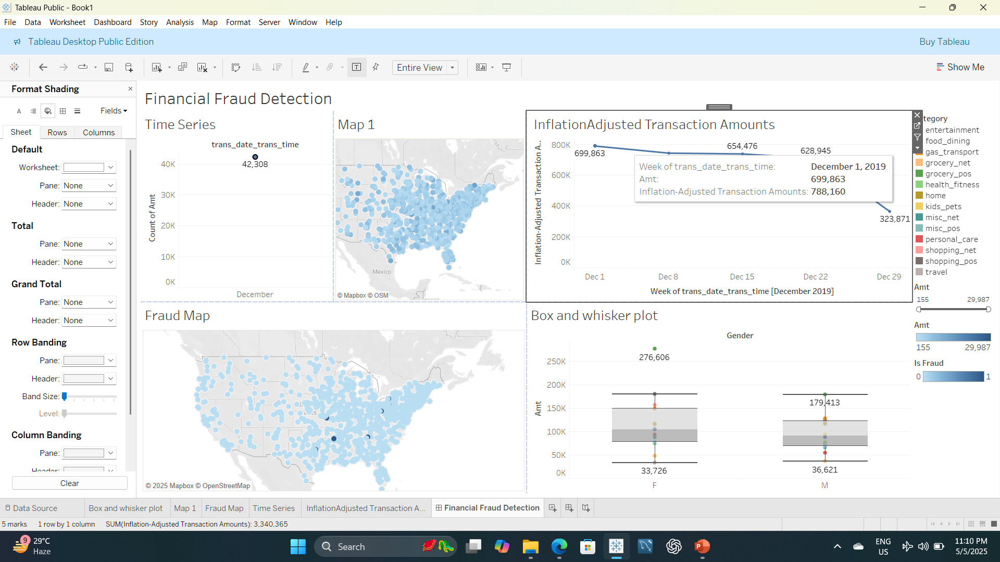 Tableau Public - Book1
File Data Worksheet Dashboard Story Analysis Map Format Server Window Help
Tableau Desktop Public Edition
Buy Tableau
Entire View
Show Me
Format Shading
Fields
Sheet Rows Columns
Default
Worksheet:
Pane: None
Header: None
Total
Pane: None
Header: None
Grand Total
Pane: None
Header: None
Row Banding
Pane:
Header:
Band Size:
Level:
Column Banding
Pane:
Header:
Clear
Financial Fraud Detection
Time Series
trans_date_trans_time
42,308
Count of Amt
40K
30K
20K
10K
0K
December
Map 1
Mexico
© Mapbox © OSM
InflationAdjusted Transaction Amounts
Inflation-Adjusted Transaction A..
800K
600K
400K
200K
0K
699,863
654,476
628,945
323,871
Week of trans_date_trans_time: December 1, 2019
Amt: 699,863
Inflation-Adjusted Transaction Amounts: 788,160
Dec 1 Dec 8 Dec 15 Dec 22 Dec 29
Week of trans_date_trans_time [December 2019]
Fraud Map
© 2025 Mapbox © OpenStreetMap
Box and whisker plot
Gender
Amt
250K
200K
150K
100K
50K
0K
276,606
33,726
179,413
36,621
F M
tegory
entertainment
food_dining
gas_transport
grocery_net
grocery_pos
health_fitness
home
kids_pets
misc_net
misc_pos
personal_care
shopping_net
shopping_pos
travel
Amt
155 29,987
Amt
155 29,987
Is Fraud
0 1
Data Source Box and whisker plot Map 1 Fraud Map Time Series InflationAdjusted Transaction A... Financial Fraud Detection
5 marks 1 row by 1 column SUM(Inflation-Adjusted Transaction Amounts): 3,340,365
9
29°C
Haze
Search
ENG
US
11:10 PM
5/5/2025